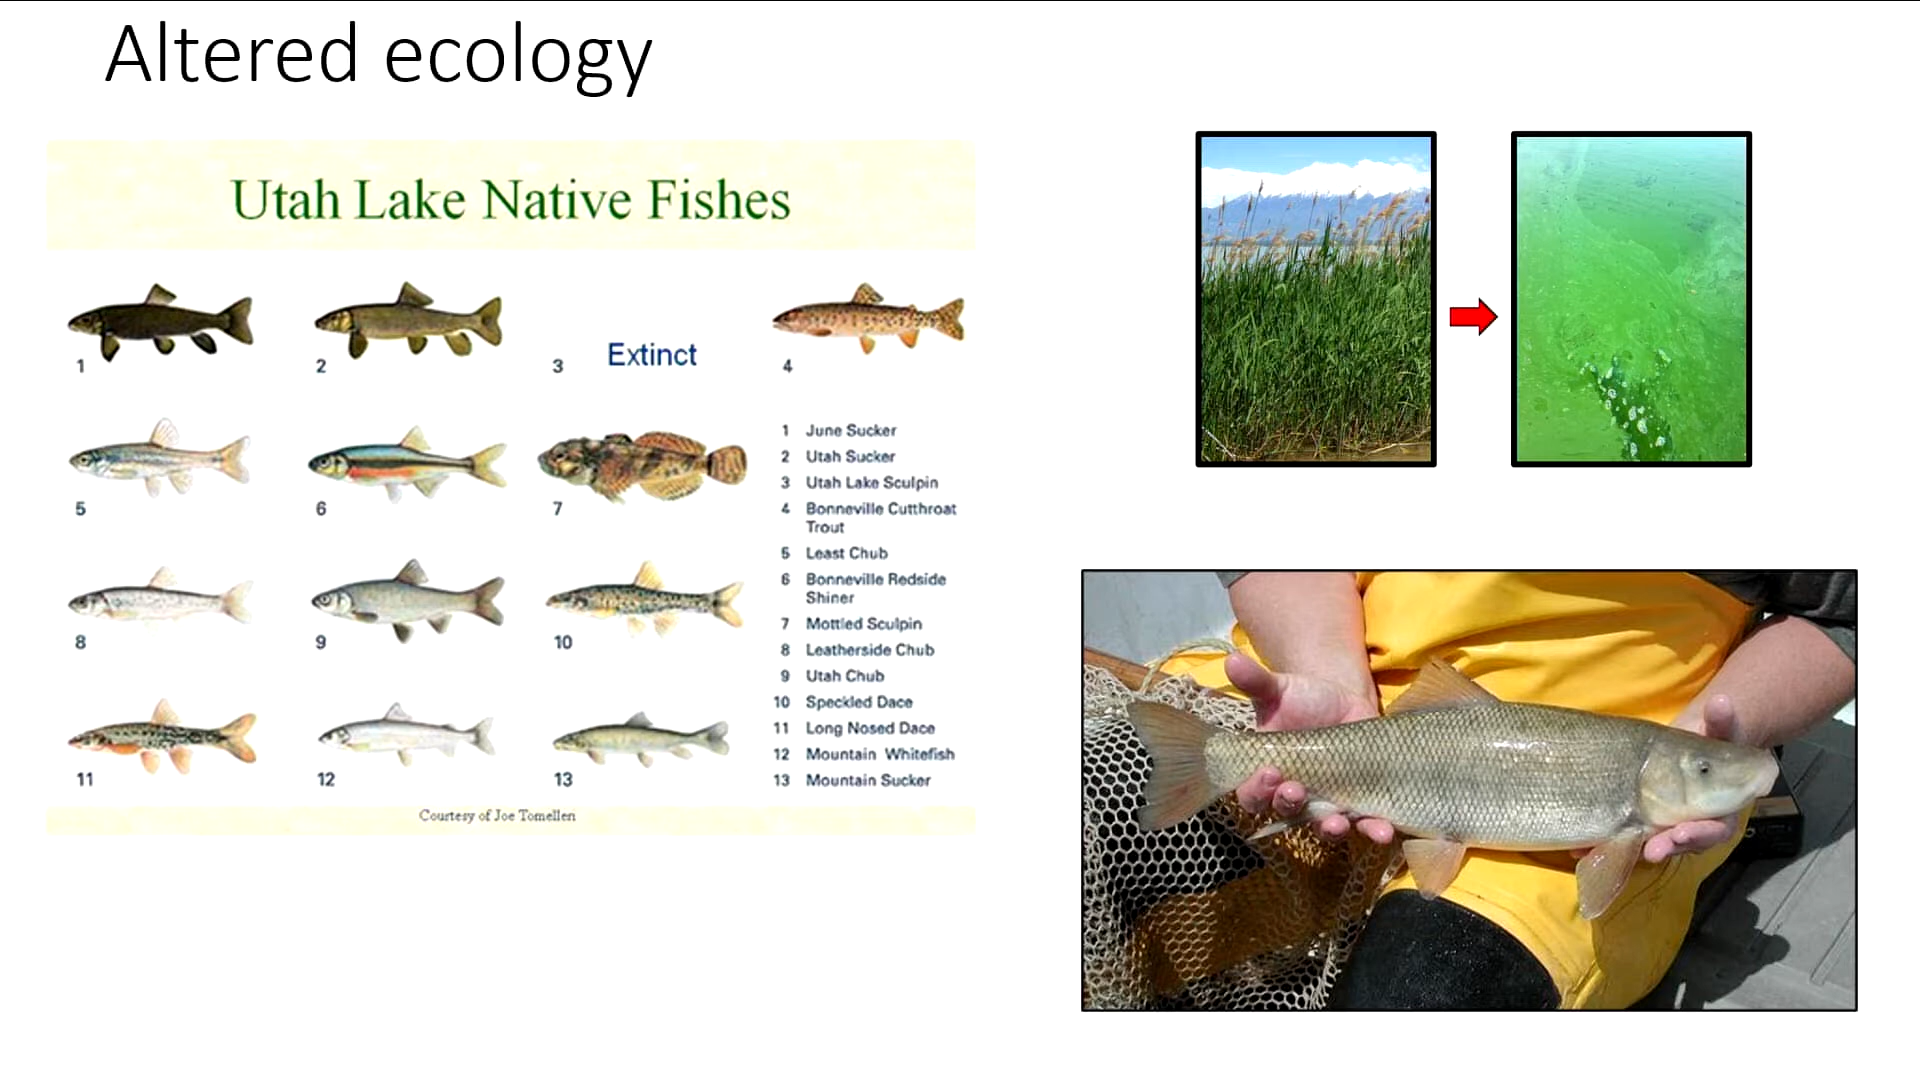 Altered ecology
Utah Lake Native Fishes
1
2
3 Extinct
4
5
6
7
1 June Sucker
2 Utah Sucker
3 Utah Lake Sculpin
4 Bonneville Cutthroat
Trout
5 Least Chub
6 Bonneville Redside
Shiner
7 Mottled Sculpin
8 Leatherside Chub
9 Utah Chub
10 Speckled Dace
11 Long Nosed Dace
12 Mountain Whitefish
13 Mountain Sucker
8
9
10
11
12
13
Courtesy of Joe Tomelleri